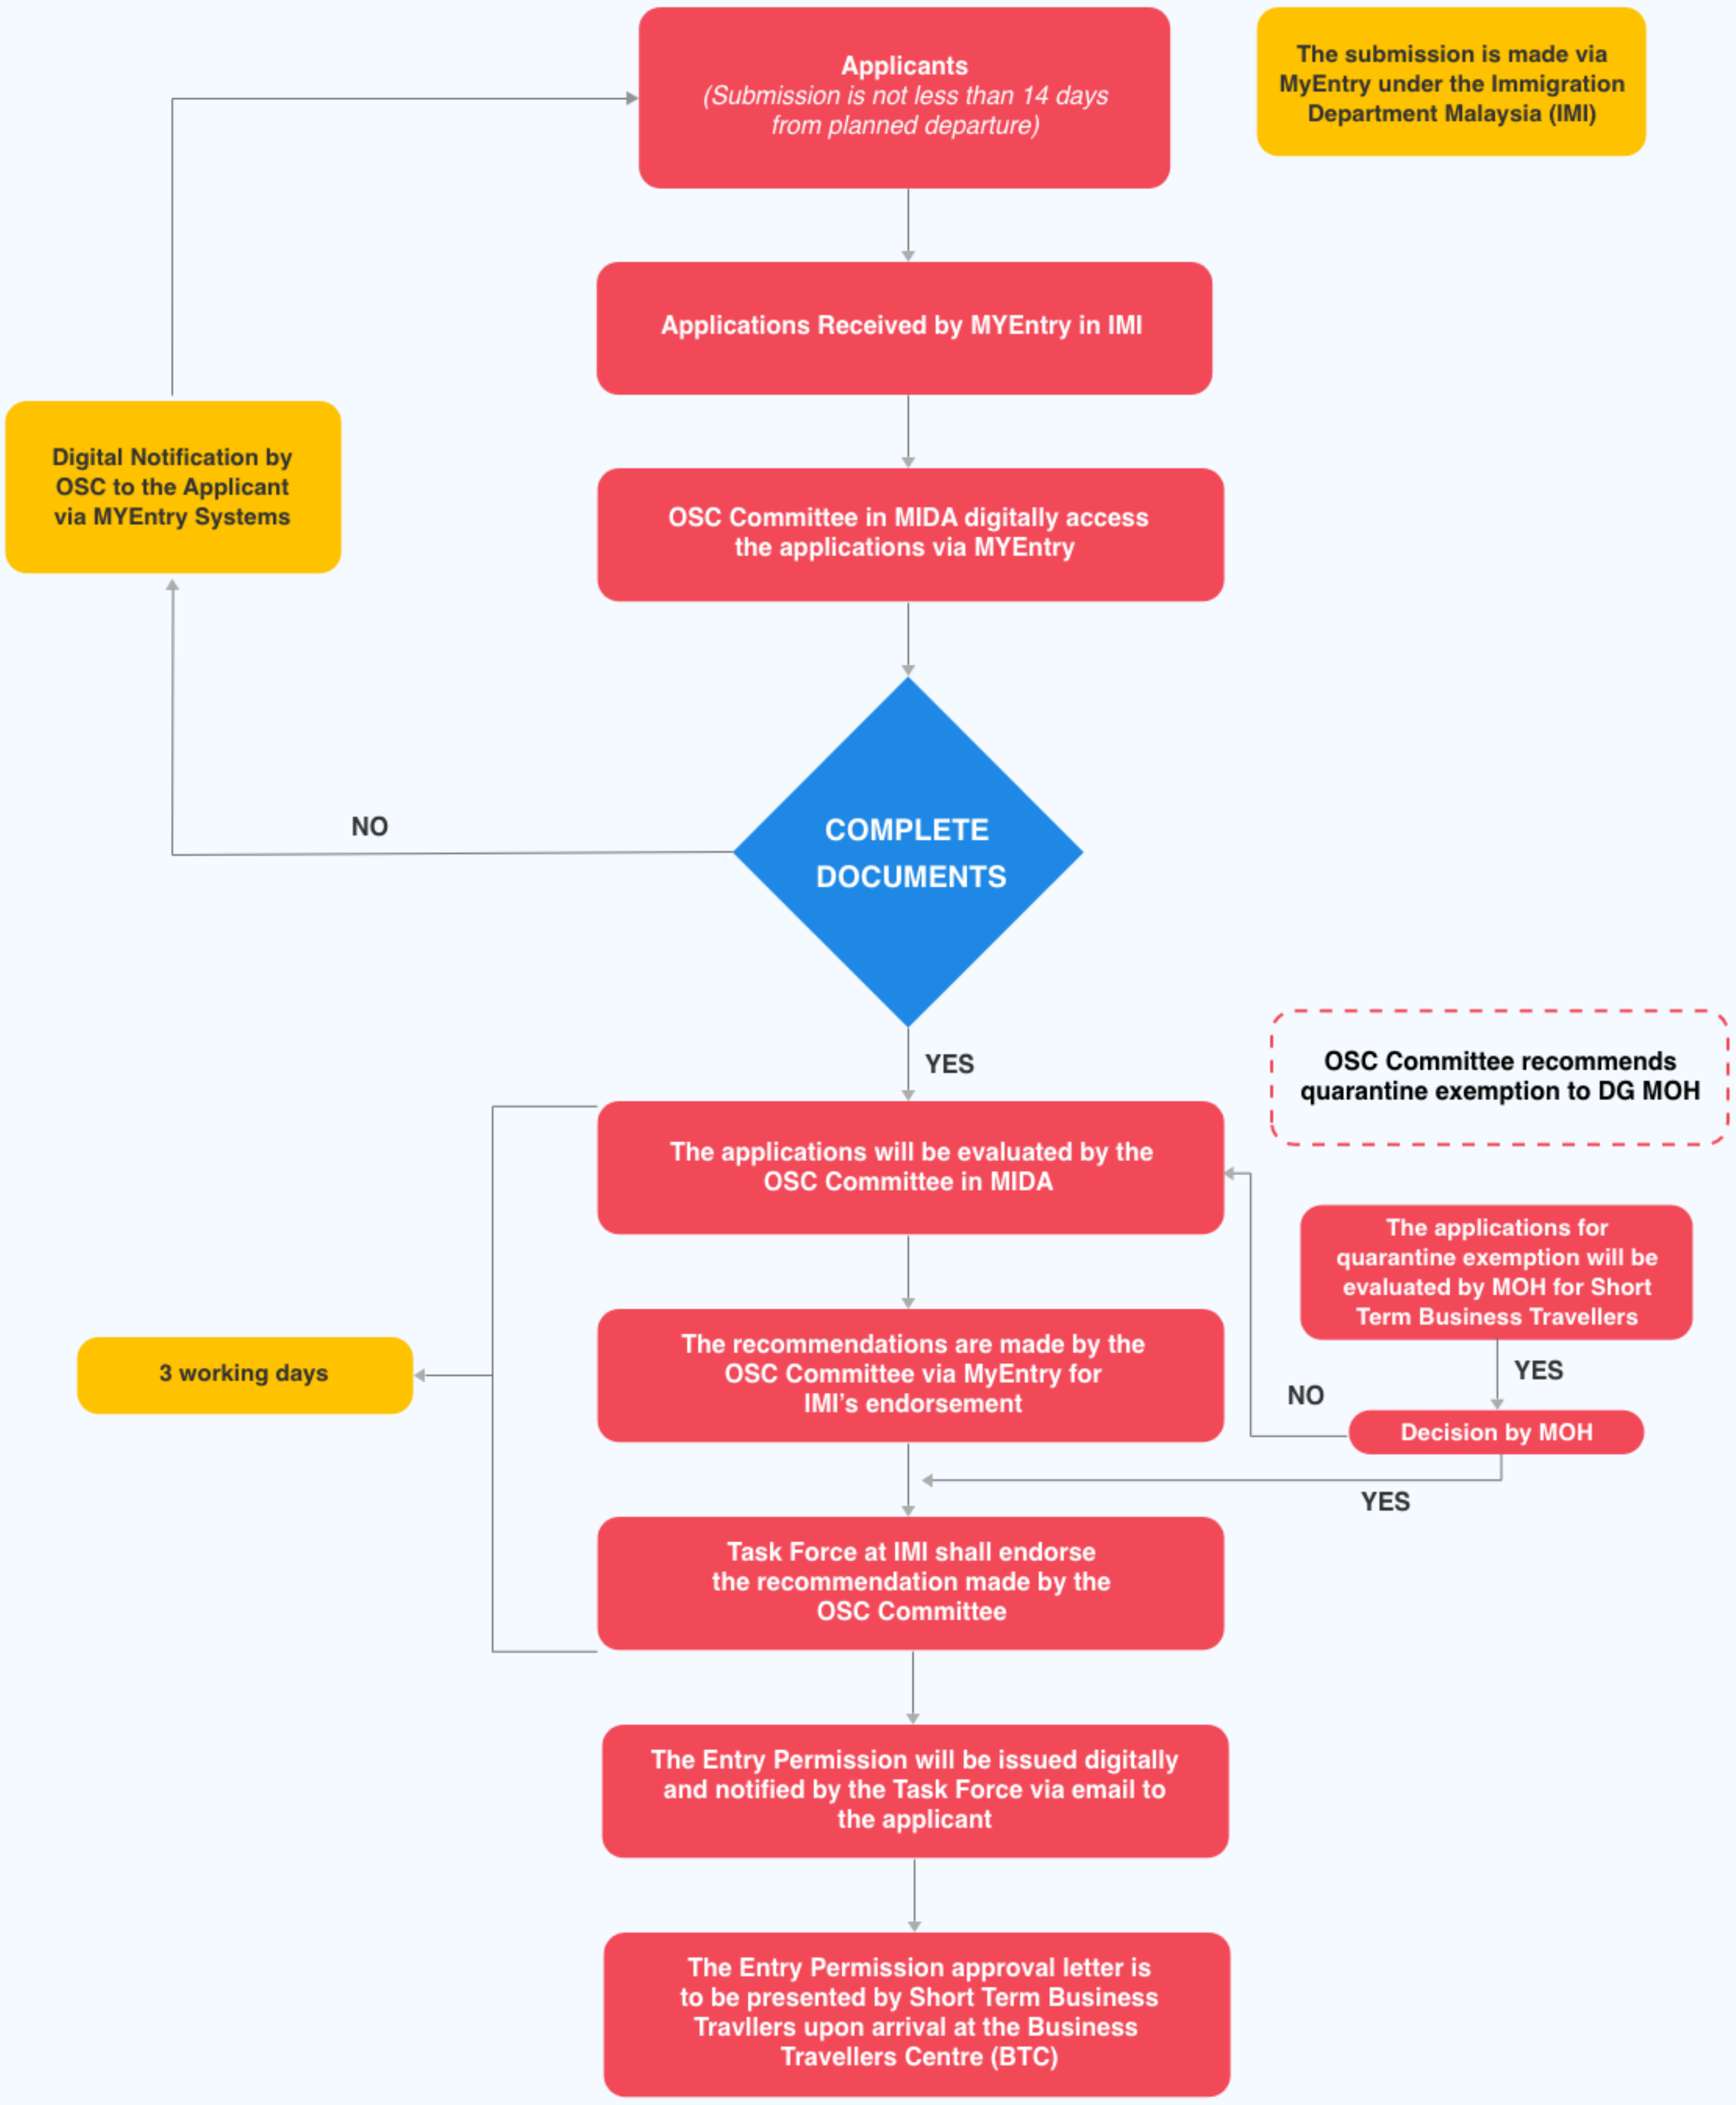 Applicants
(Submission is not less than 14 days
from planned departure)
The submission is made via
MyEntry under the Immigration
Department Malaysia (IMI)
Applications Received by MYEntry in IMI
Digital Notification by
OSC to the Applicant
via MYEntry Systems
OSC Committee in MIDA digitally access
the applications via MYEntry
COMPLETE
DOCUMENTS
NO
YES
OSC Committee recommends
quarantine exemption to DG MOH
The applications will be evaluated by the
OSC Committee in MIDA
The applications for
quarantine exemption will be
evaluated by MOH for Short
Term Business Travellers
The recommendations are made by the
OSC Committee via MyEntry for
IMI’s endorsement
3 working days
YES
NO
Decision by MOH
YES
Task Force at IMI shall endorse
the recommendation made by the
OSC Committee
The Entry Permission will be issued digitally
and notified by the Task Force via email to
the applicant
The Entry Permission approval letter is
to be presented by Short Term Business
Travllers upon arrival at the Business
Travellers Centre (BTC)